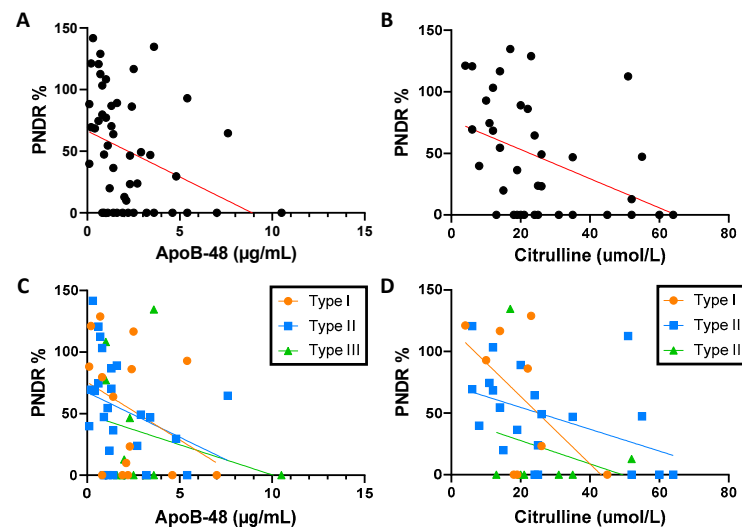 A
PNDR %
150
100
50
0
0
5
10
15
ApoB-48 (µg/mL)
B
PNDR %
150
100
50
0
0
20
40
60
80
Citrulline (umol/L)
C
PNDR %
150
100
50
0
0
5
10
15
ApoB-48 (µg/mL)
Type I
Type II
Type III
D
PNDR %
150
100
50
0
0
20
40
60
80
Citrulline (umol/L)
Type I
Type II
Type II